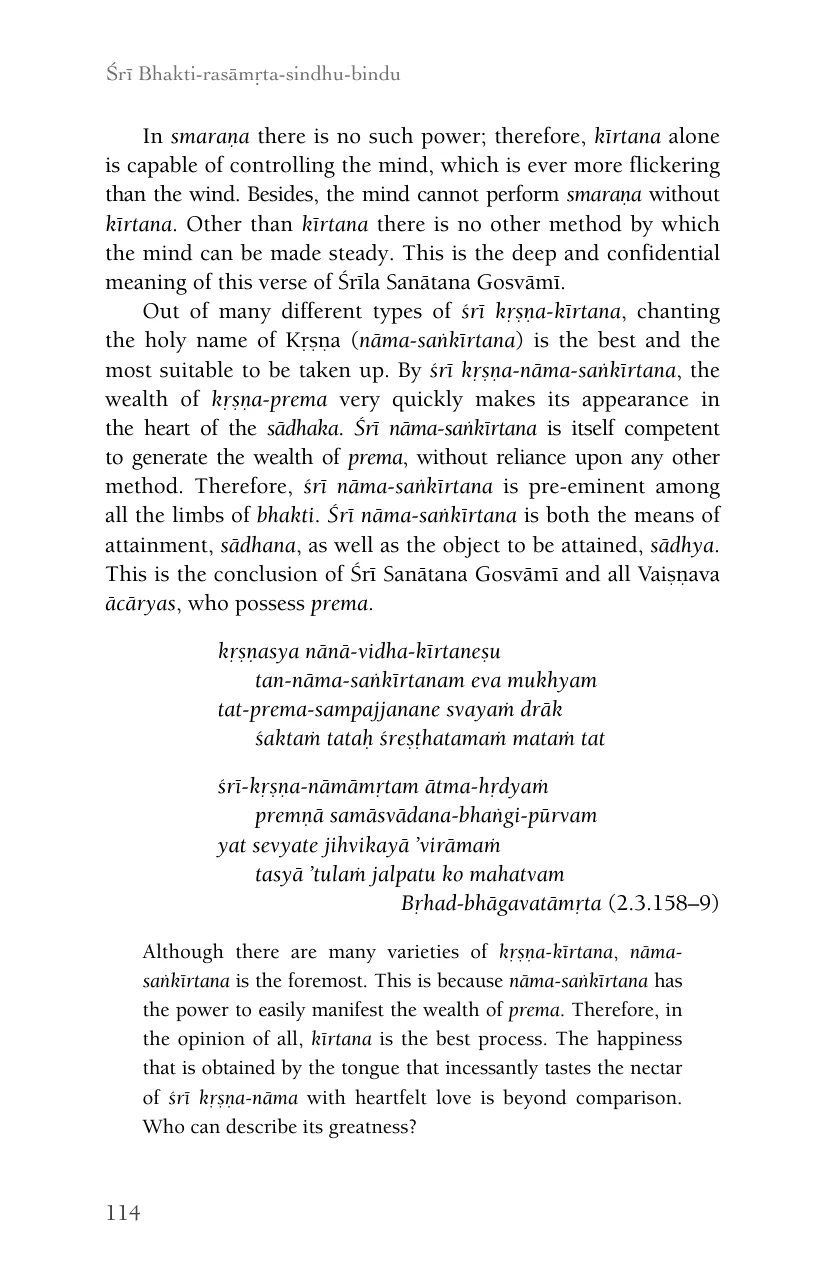 Śrī Bhakti-rasāmṛta-sindhu-bindu
In smaraṇa there is no such power; therefore, kīrtana alone
is capable of controlling the mind, which is ever more flickering
than the wind. Besides, the mind cannot perform smaraṇa without
kīrtana. Other than kīrtana there is no other method by which
the mind can be made steady. This is the deep and confidential
meaning of this verse of Śrīla Sanātana Gosvāmī.
Out of many different types of śrī kṛṣṇa-kīrtana, chanting
the holy name of Kṛṣṇa (nāma-saṅkīrtana) is the best and the
most suitable to be taken up. By śrī kṛṣṇa-nāma-saṅkīrtana, the
wealth of kṛṣṇa-prema very quickly makes its appearance in
the heart of the sādhaka. Śrī nāma-saṅkīrtana is itself competent
to generate the wealth of prema, without reliance upon any other
method. Therefore, śrī nāma-saṅkīrtana is pre-eminent among
all the limbs of bhakti. Śrī nāma-saṅkīrtana is both the means of
attainment, sādhana, as well as the object to be attained, sādhya.
This is the conclusion of Śrī Sanātana Gosvāmī and all Vaiṣṇava
ācāryas, who possess prema.
kṛṣṇasya nānā-vidha-kīrtaneṣu
tan-nāma-saṅkīrtanam eva mukhyam
tat-prema-sampajjanane svayaṁ drāk
śaktaṁ tataḥ śreṣṭhatamaṁ mataṁ tat
śrī-kṛṣṇa-nāmāmṛtam ātma-hṛdyaṁ
premṇā samāsvādana-bhaṅgi-pūrvam
yat sevyate jihvikayā ’virāmaṁ
tasyā ’tulaṁ jalpatu ko mahatvam
Bṛhad-bhāgavatāmṛta (2.3.158–9)
Although there are many varieties of kṛṣṇa-kīrtana, nāma-
saṅkīrtana is the foremost. This is because nāma-saṅkīrtana has
the power to easily manifest the wealth of prema. Therefore, in
the opinion of all, kīrtana is the best process. The happiness
that is obtained by the tongue that incessantly tastes the nectar
of śrī kṛṣṇa-nāma with heartfelt love is beyond comparison.
Who can describe its greatness?
114